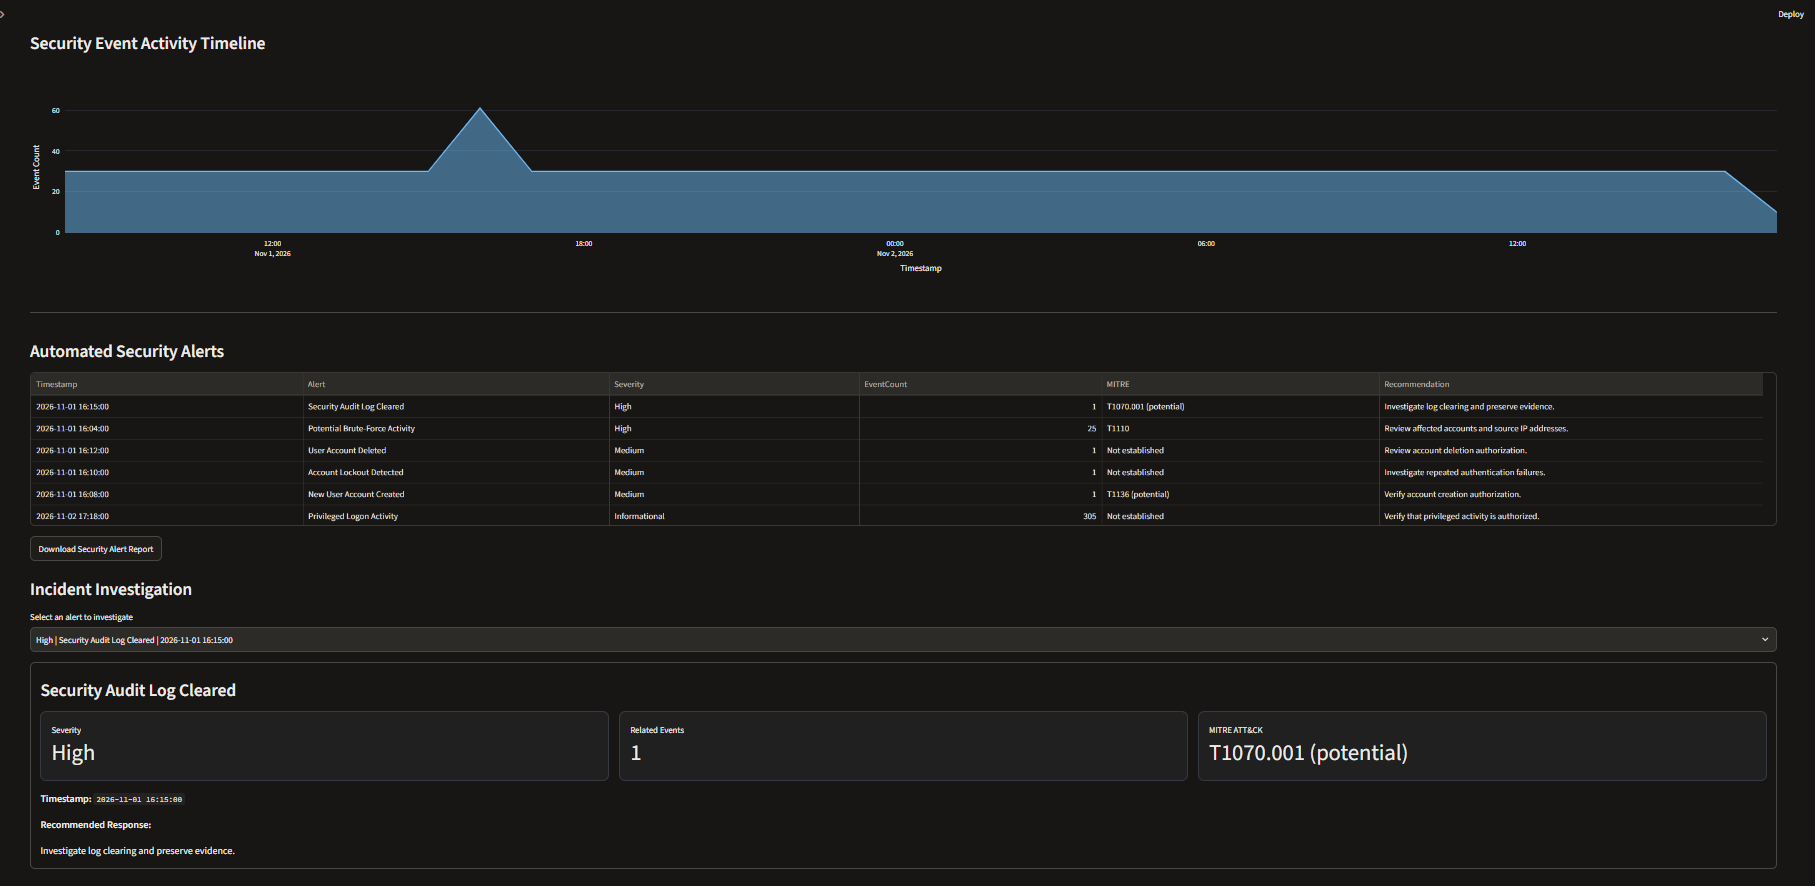 Deploy
Security Event Activity Timeline
60
40
20
0
Event Count
12:00 18:00 00:00 06:00 12:00
Nov 1, 2026 Nov 2, 2026
Timestamp
Automated Security Alerts
Timestamp Alert Severity EventCount MITRE Recommendation
2026-11-01 16:15:00 Security Audit Log Cleared High 1 T1070.001 (potential) Investigate log clearing and preserve evidence.
2026-11-01 16:04:00 Potential Brute-Force Activity High 25 T1110 Review affected accounts and source IP addresses.
2026-11-01 16:12:00 User Account Deleted Medium 1 Not established Review account deletion authorization.
2026-11-01 16:10:00 Account Lockout Detected Medium 1 Not established Investigate repeated authentication failures.
2026-11-01 16:08:00 New User Account Created Medium 1 T1136 (potential) Verify account creation authorization.
2026-11-02 17:18:00 Privileged Logon Activity Informational 305 Not established Verify that privileged activity is authorized.
Download Security Alert Report
Incident Investigation
Select an alert to investigate
High | Security Audit Log Cleared | 2026-11-01 16:15:00
Security Audit Log Cleared
Severity Related Events MITRE ATT&CK
High 1 T1070.001 (potential)
Timestamp: 2026-11-01 16:15:00
Recommended Response:
Investigate log clearing and preserve evidence.